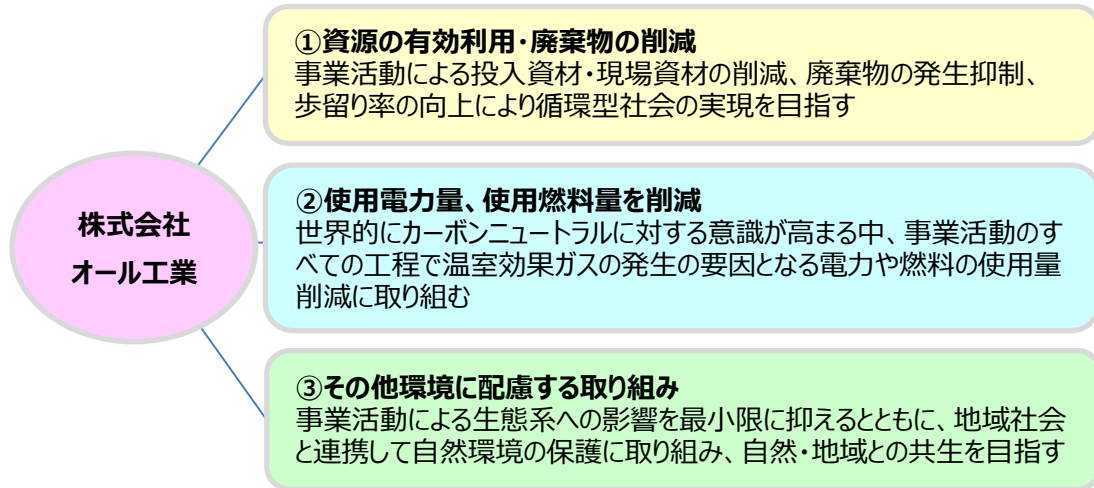 ①資源の有効利用・廃棄物の削減
事業活動による投入資材・現場資材の削減、廃棄物の発生抑制、
歩留り率の向上により循環型社会の実現を目指す
株式会社
オール工業
②使用電力量、使用燃料量を削減
世界的にカーボンニュートラルに対する意識が高まる中、事業活動のす
べての工程で温室効果ガスの発生の要因となる電力や燃料の使用量
削減に取り組む
③その他環境に配慮する取り組み
事業活動による生態系への影響を最小限に抑えるとともに、地域社会
と連携して自然環境の保護に取り組み、自然・地域との共生を目指す